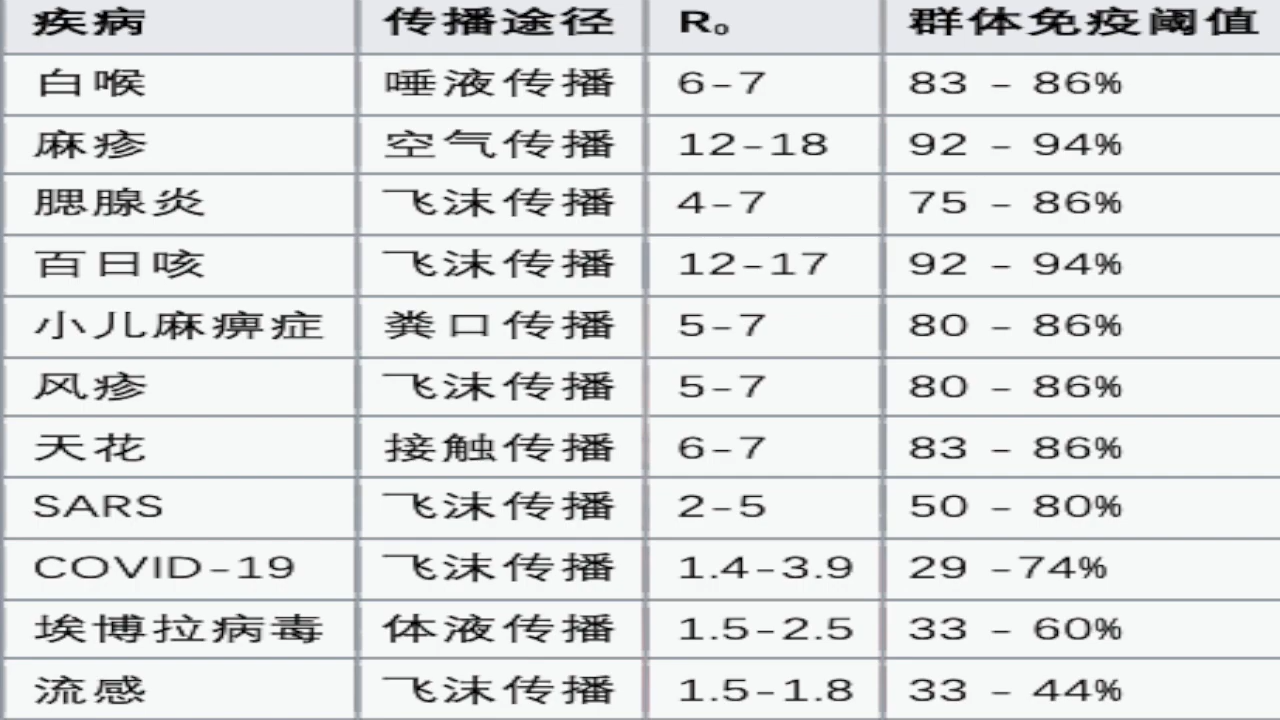 疾病 传播途径 R₀ 群体免疫阈值
白喉 唾液传播 6-7 83 - 86%
麻疹 空气传播 12-18 92 - 94%
腮腺炎 飞沫传播 4-7 75 - 86%
百日咳 飞沫传播 12-17 92 - 94%
小儿麻痹症 粪口传播 5-7 80 - 86%
风疹 飞沫传播 5-7 80 - 86%
天花 接触传播 6-7 83 - 86%
SARS 飞沫传播 2-5 50 - 80%
COVID-19 飞沫传播 1.4-3.9 29 -74%
埃博拉病毒 体液传播 1.5-2.5 33 - 60%
流感 飞沫传播 1.5-1.8 33 - 44%